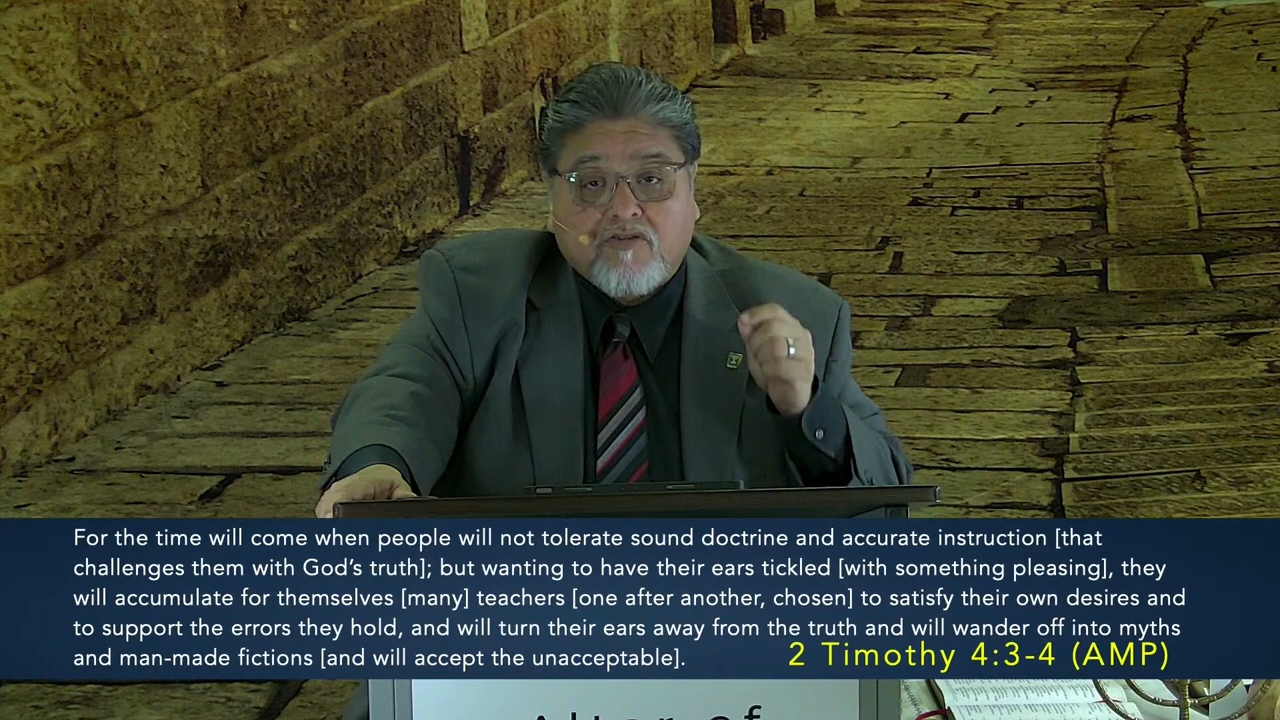 For the time will come when people will not tolerate sound doctrine and accurate instruction [that
challenges them with God's truth]; but wanting to have their ears tickled [with something pleasing], they
will accumulate for themselves [many] teachers [one after another, chosen] to satisfy their own desires and
to support the errors they hold, and will turn their ears away from the truth and will wander off into myths
and man-made fictions [and will accept the unacceptable].
2 Timothy 4:3-4 (AMP)
Altar of